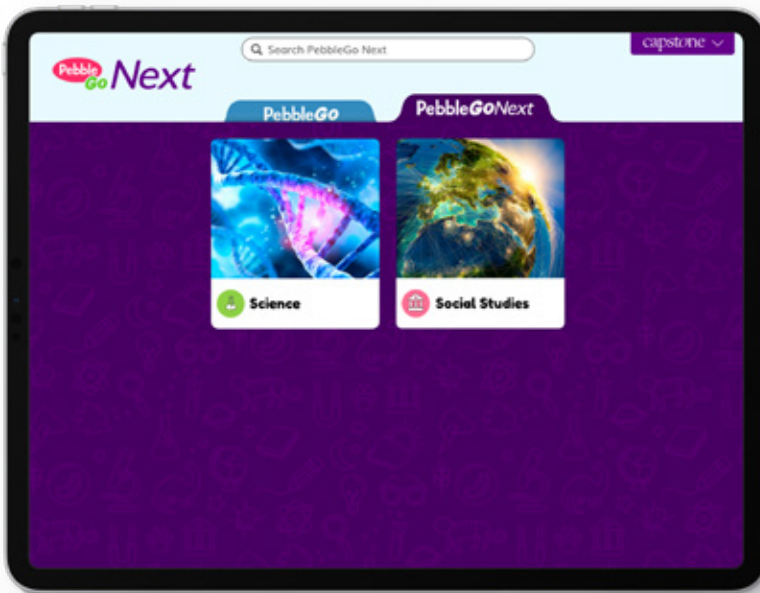 Search PebbleGo Next
capstone
Pebble Go Next
PebbleGO
PebbleGONext
Science
Social Studies